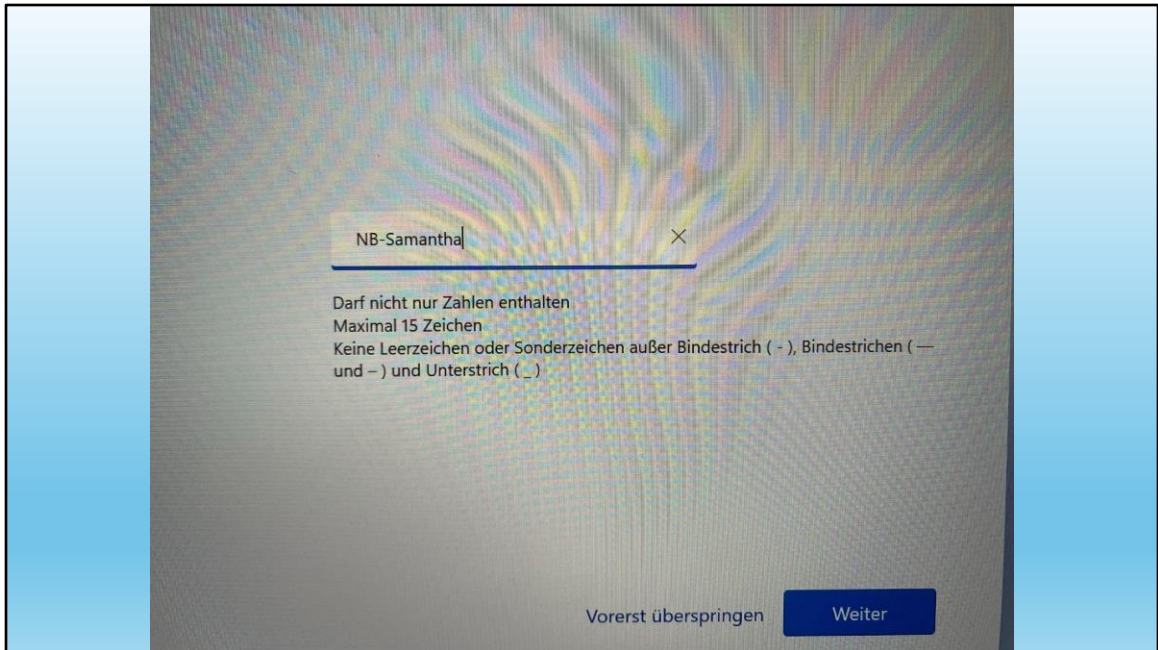 NB-Samantha
Darf nicht nur Zahlen enthalten
Maximal 15 Zeichen
Keine Leerzeichen oder Sonderzeichen außer Bindestrich ( - ), Bindestrichen ( —
und – ) und Unterstrich ( _ )
Vorerst überspringen
Weiter